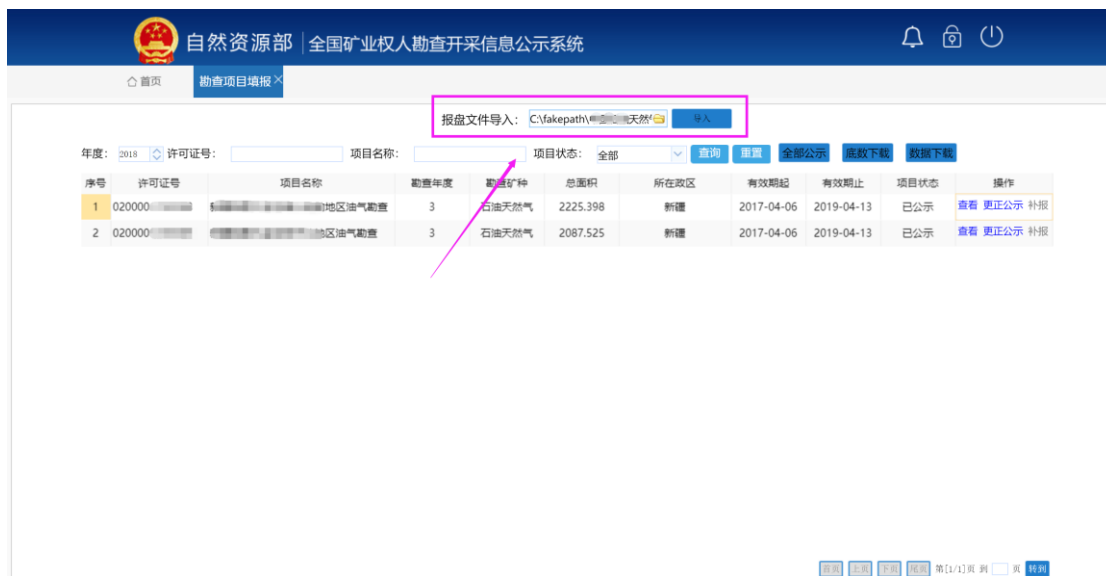 自然资源部 全国矿业权人勘查开采信息公示系统
首页 勘查项目填报
报盘文件导入： C:\fakepath\ 天然 导入
年度： 2018 许可证号： 项目名称： 项目状态： 全部 查询 重置 全部公示 底数下载 数据下载
序号 许可证号 项目名称 勘查年度 勘查矿种 总面积 所在政区 有效期起 有效期止 项目状态 操作
1 020000 地区油气勘查 3 石油天然气 2225.398 新疆 2017-04-06 2019-04-13 已公示 查看 更正公示 补报
2 020000 地区油气勘查 3 石油天然气 2087.525 新疆 2017-04-06 2019-04-13 已公示 查看 更正公示 补报
首页 上页 下页 尾页 第[1/1]页 到 页 转到